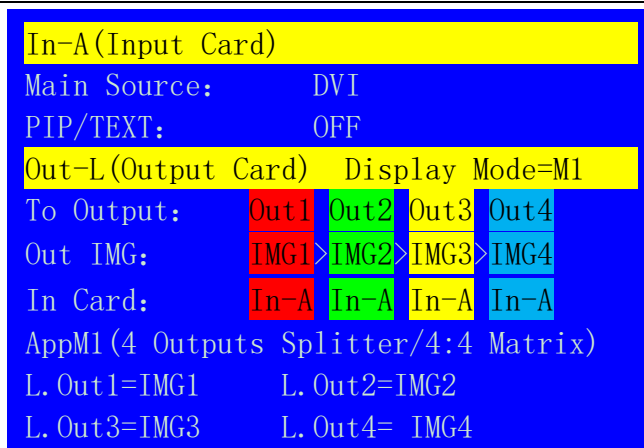 In-A(Input Card)
Main Source: DVI
PIP/TEXT: OFF
Out-L(Output Card) Display Mode=M1
To Output: Out1 Out2 Out3 Out4
Out IMG: IMG1>IMG2>IMG3>IMG4
In Card: In-A In-A In-A In-A
AppM1(4 Outputs Splitter/4:4 Matrix)
L.Out1=IMG1 L.Out2=IMG2
L.Out3=IMG3 L.Out4= IMG4